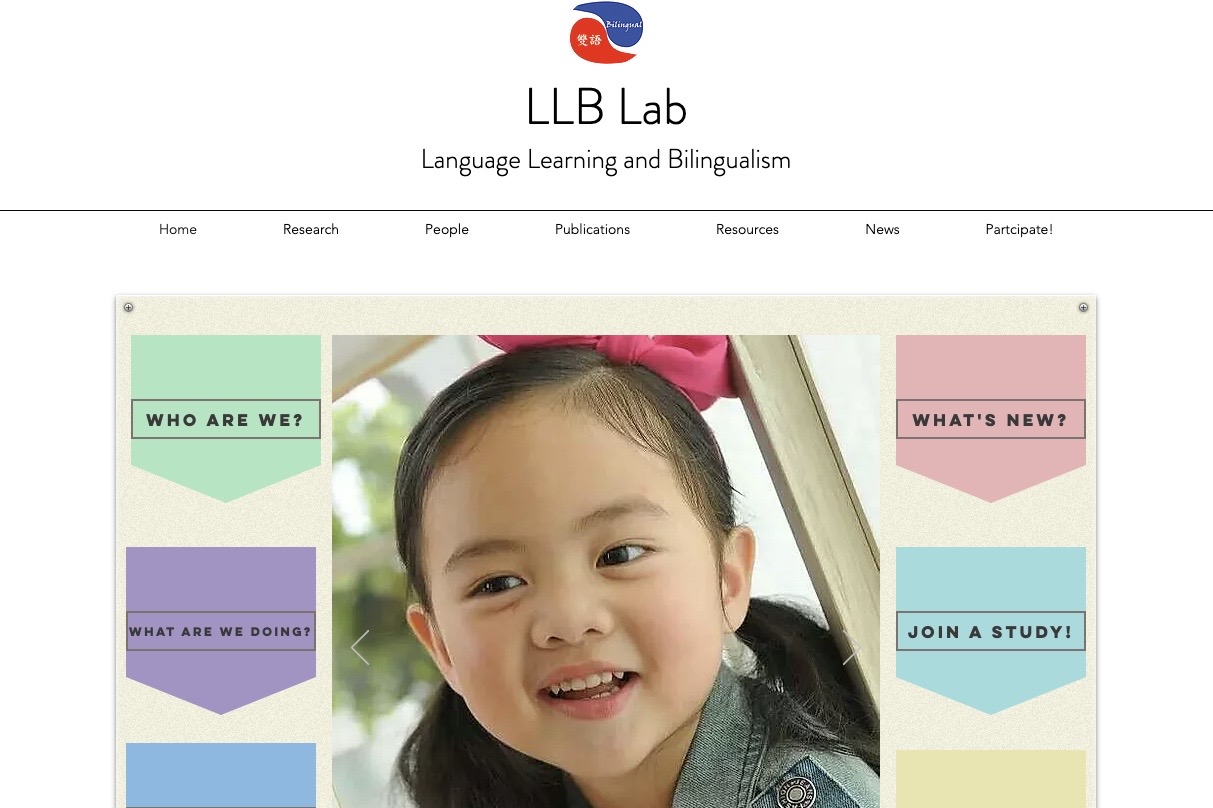 Bilingual
雙語
LLB Lab
Language Learning and Bilingualism
Home Research People Publications Resources News Partcipate!
WHO ARE WE?
WHAT'S NEW?
WHAT ARE WE DOING?
JOIN A STUDY!